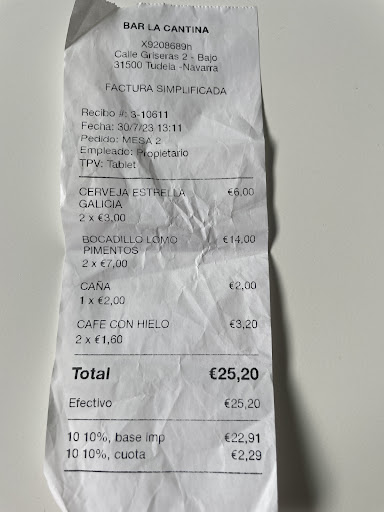 BAR LA CANTINA
X9208689h
Calle Griseras 2 - Bajo
31500 Tudela -Navarra
FACTURA SIMPLIFICADA
Recibo #: 3-10611
Fecha: 30/7/23 13:11
Pedido: MESA 2
Empleado: Propietario
TPV: Tablet
CERVEJA ESTRELLA €6,00
GALICIA
2 x €3,00
BOCADILLO LOMO €14,00
PIMENTOS
2 x €7,00
CAÑA €2,00
1 x €2,00
CAFE CON HIELO €3,20
2 x €1,60
Total €25,20
Efectivo €25,20
10 10%, base imp €22,91
10 10%, cuota €2,29